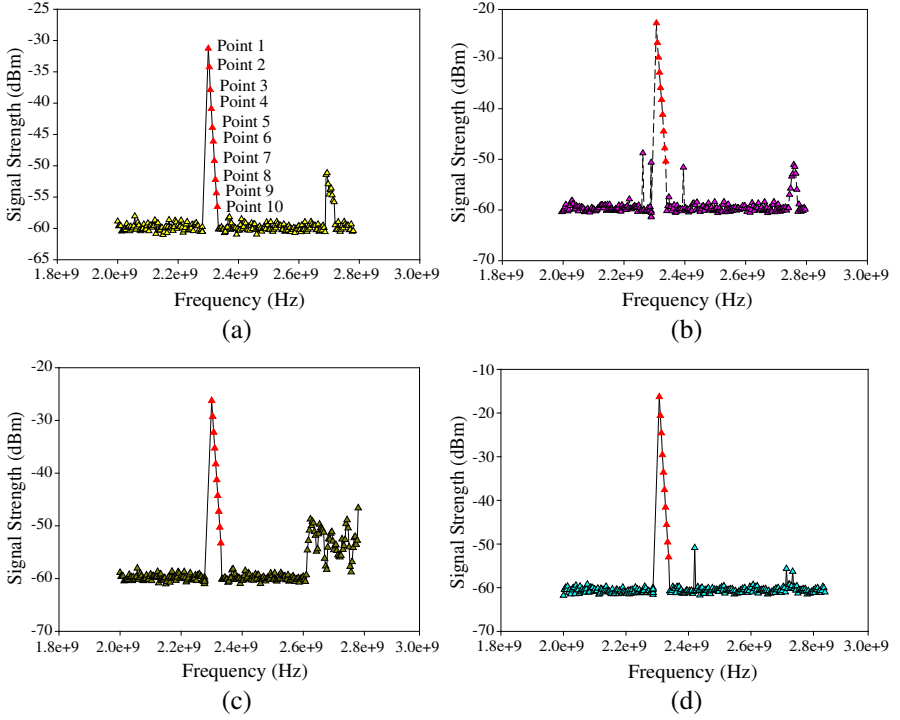 -25
-30
-35
-40
-45
-50
-55
-60
-65
Signal Strength (dBm)
Point 1
Point 2
Point 3
Point 4
Point 5
Point 6
Point 7
Point 8
Point 9
Point 10
1.8e+9 2.0e+9 2.2e+9 2.4e+9 2.6e+9 2.8e+9 3.0e+9
Frequency (Hz)
(a)
-20
-30
-40
-50
-60
-70
Signal Strength (dBm)
1.8e+9 2.0e+9 2.2e+9 2.4e+9 2.6e+9 2.8e+9 3.0e+9
Frequency (Hz)
(b)
-20
-30
-40
-50
-60
-70
Signal Strength (dBm)
1.8e+9 2.0e+9 2.2e+9 2.4e+9 2.6e+9 2.8e+9 3.0e+9
Frequency (Hz)
(c)
-10
-20
-30
-40
-50
-60
-70
Signal Strength (dBm)
1.8e+9 2.0e+9 2.2e+9 2.4e+9 2.6e+9 2.8e+9 3.0e+9
Frequency (Hz)
(d)